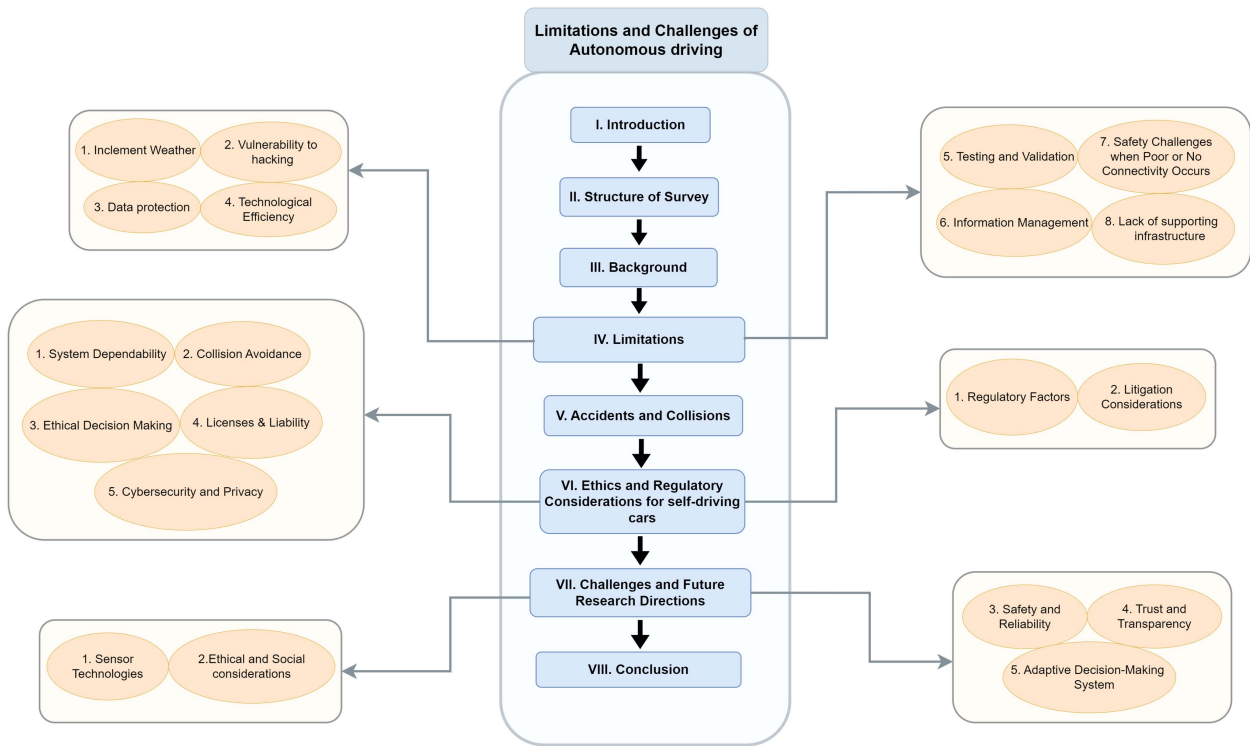 Limitations and Challenges of
Autonomous driving
I. Introduction
II. Structure of Survey
III. Background
IV. Limitations
V. Accidents and Collisions
VI. Ethics and Regulatory
Considerations for self-driving
cars
VII. Challenges and Future
Research Directions
VIII. Conclusion
1. Inclement Weather
2. Vulnerability to
hacking
3. Data protection
4. Technological
Efficiency
5. Testing and Validation
7. Safety Challenges
when Poor or No
Connectivity Occurs
6. Information Management
8. Lack of supporting
infrastructure
1. System Dependability
2. Collision Avoidance
3. Ethical Decision Making
4. Licenses & Liability
5. Cybersecurity and Privacy
1. Regulatory Factors
2. Litigation
Considerations
1. Sensor
Technologies
2.Ethical and Social
considerations
3. Safety and
Reliability
4. Trust and
Transparency
5. Adaptive Decision-Making
System